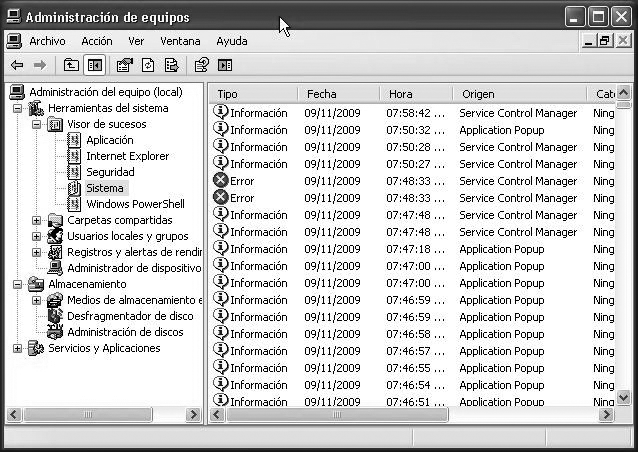 Administración de equipos
Archivo Acción Ver Ventana Ayuda
Administración del equipo (local)
Herramientas del sistema
Visor de sucesos
Aplicación
Internet Explorer
Seguridad
Sistema
Windows PowerShell
Carpetas compartidas
Usuarios locales y grupos
Registros y alertas de rendir
Administrador de dispositivo
Almacenamiento
Medios de almacenamiento e
Desfragmentador de disco
Administración de discos
Servicios y Aplicaciones
Tipo Fecha Hora Origen Cate
Información 09/11/2009 07:58:42 ... Service Control Manager Ning
Información 09/11/2009 07:50:32 ... Application Popup Ning
Información 09/11/2009 07:50:28 ... Service Control Manager Ning
Información 09/11/2009 07:50:27 ... Service Control Manager Ning
Error 09/11/2009 07:48:33 ... Service Control Manager Ning
Error 09/11/2009 07:48:33 ... Service Control Manager Ning
Información 09/11/2009 07:47:48 ... Service Control Manager Ning
Información 09/11/2009 07:47:48 ... Service Control Manager Ning
Información 09/11/2009 07:47:18 ... Application Popup Ning
Información 09/11/2009 07:47:00 ... Application Popup Ning
Información 09/11/2009 07:47:00 ... Application Popup Ning
Información 09/11/2009 07:46:59 ... Application Popup Ning
Información 09/11/2009 07:46:59 ... Application Popup Ning
Información 09/11/2009 07:46:58 ... Application Popup Ning
Información 09/11/2009 07:46:57 ... Application Popup Ning
Información 09/11/2009 07:46:55 ... Application Popup Ning
Información 09/11/2009 07:46:54 ... Application Popup Ning
Información 09/11/2009 07:46:51 ... Application Popup Ning